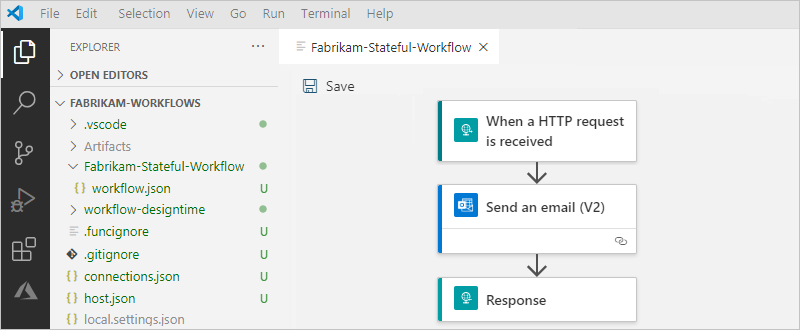 File Edit Selection View Go Run Terminal Help
EXPLORER
Fabrikam-Stateful-Workflow
OPEN EDITORS
FABRIKAM-WORKFLOWS
.vscode
Artifacts
Fabrikam-Stateful-Workflow
workflow.json U
workflow-designtime
.funcignore U
.gitignore U
connections.json U
host.json U
local.settings.json
Save
When a HTTP request
is received
Send an email (V2)
Response